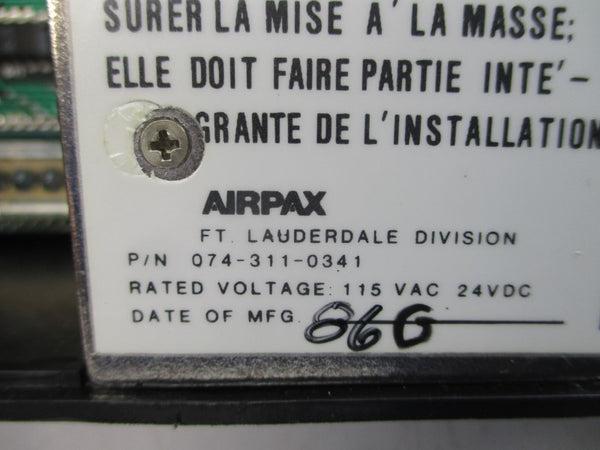 SURER LA MISE A' LA MASSE;
ELLE DOIT FAIRE PARTIE INTE'-
GRANTE DE L'INSTALLATION
AIRPAX
FT. LAUDERDALE DIVISION
P/N 074-311-0341
RATED VOLTAGE: 115 VAC 24VDC
DATE OF MFG. 86G